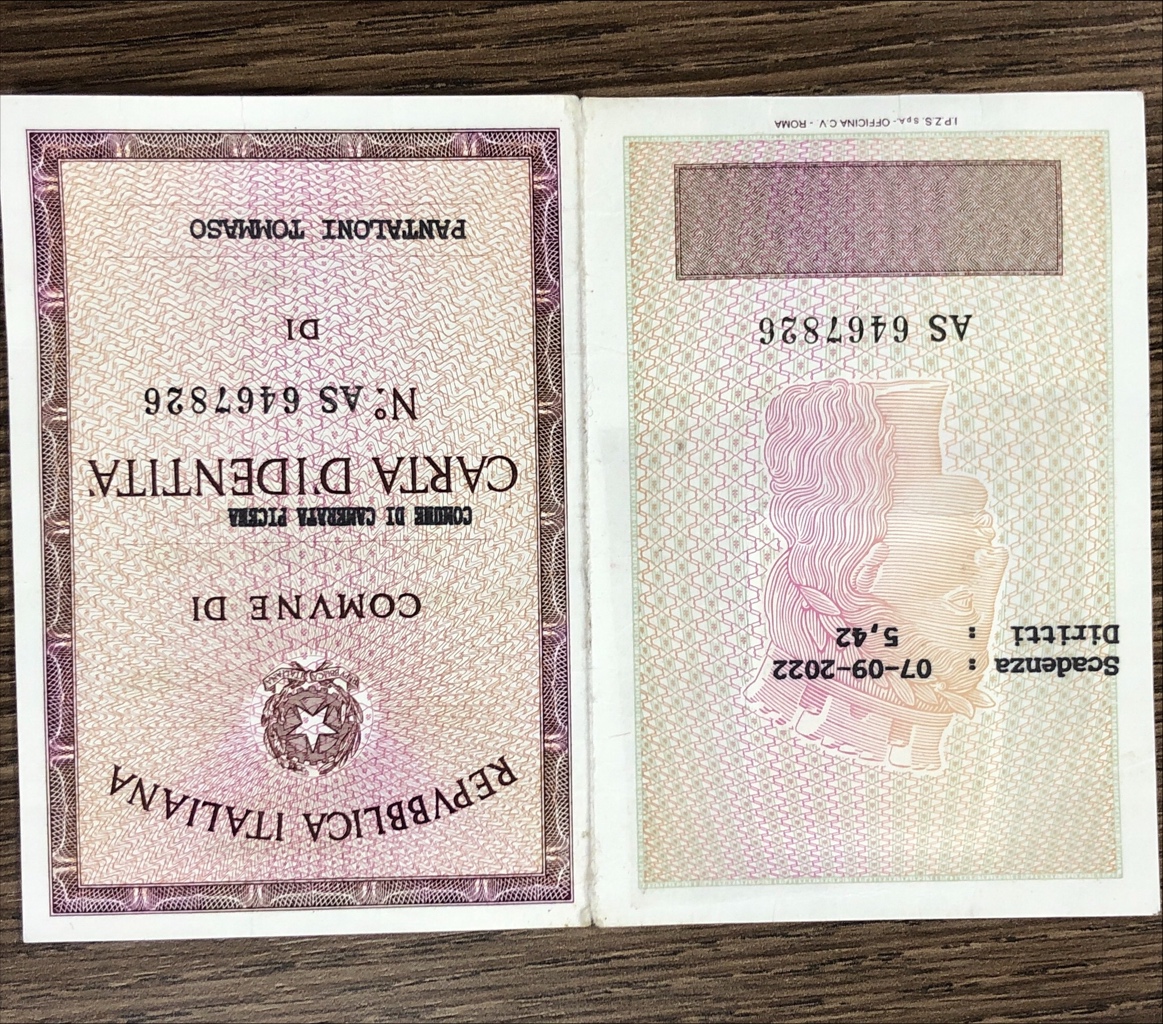 REPVBBLICA ITALIANA
COMVNE DI
COMUNE DI CAMERATA PICENA
CARTA D'IDENTITÀ
N° AS 6467826
DI
PANTALONI TOMMASO
Scadenza : 07-09-2022
Diritti : 5,42
AS 6467826
I.P.Z.S. S.p.A. - OFFICINA C.V. - ROMA